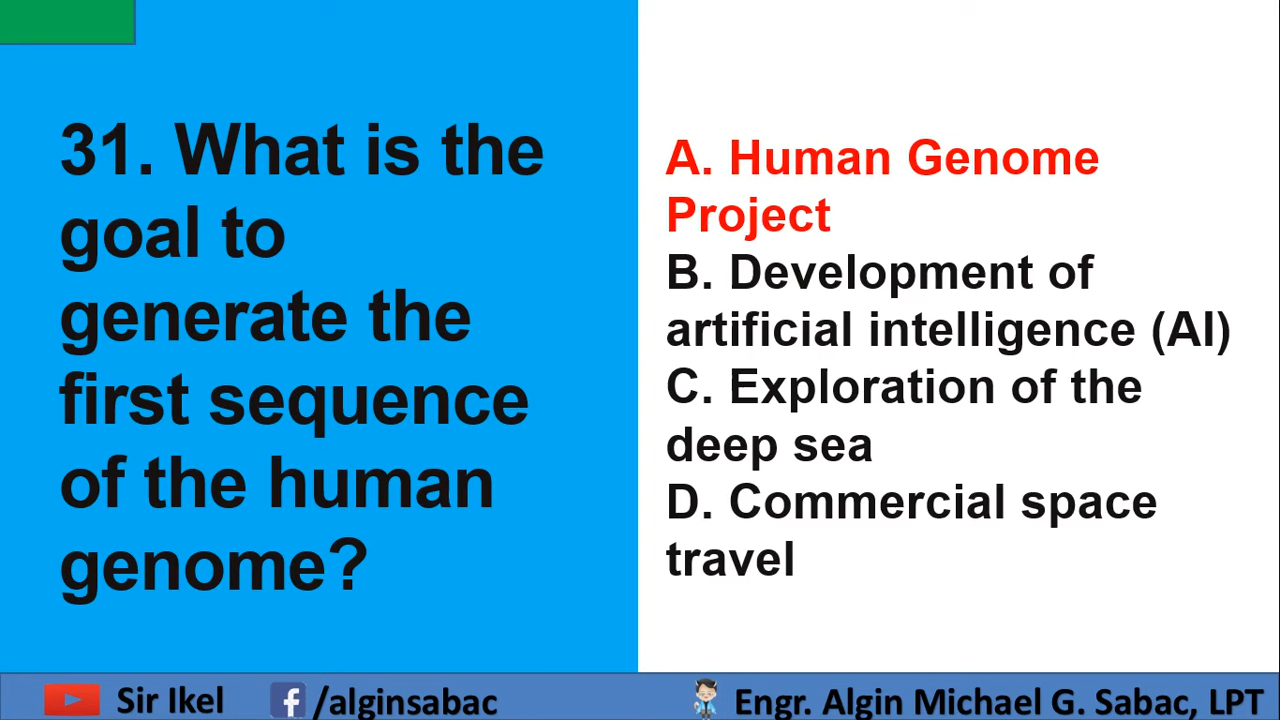 31. What is the
goal to
generate the
first sequence
of the human
genome?
A. Human Genome
Project
B. Development of
artificial intelligence (AI)
C. Exploration of the
deep sea
D. Commercial space
travel
Sir Ikel
f /alginsabac
Engr. Algin Michael G. Sabac, LPT